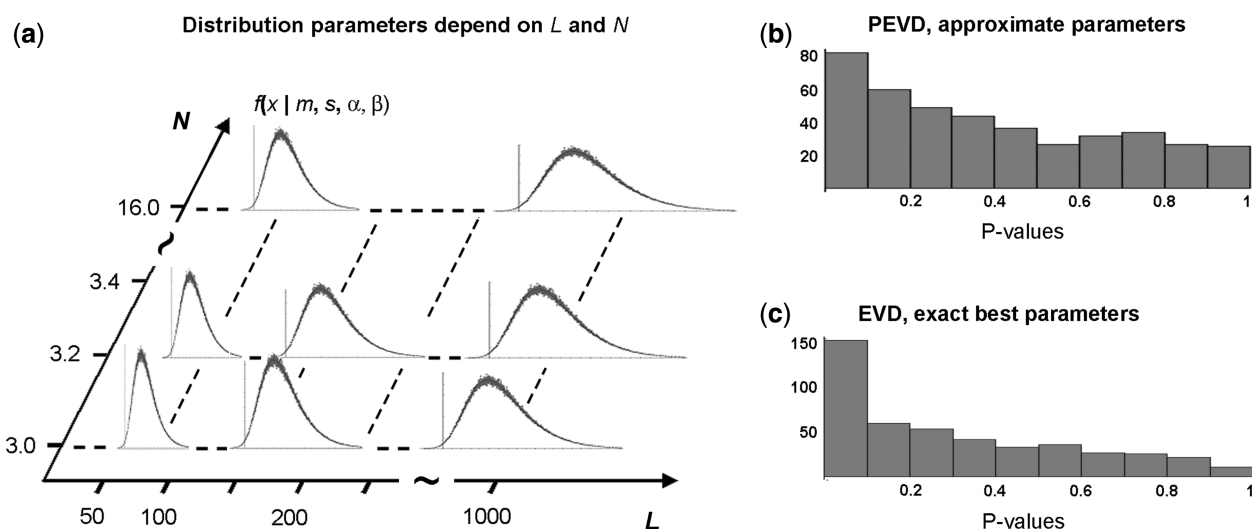 (a) Distribution parameters depend on L and N
f(x | m, s, α, β)
N
16.0
~
3.4
3.2
3.0
~
50 100 200 1000 L
(b) PEVD, approximate parameters
80
60
40
20
0.2 0.4 0.6 0.8 1
P-values
(c) EVD, exact best parameters
150
100
50
0.2 0.4 0.6 0.8 1
P-values